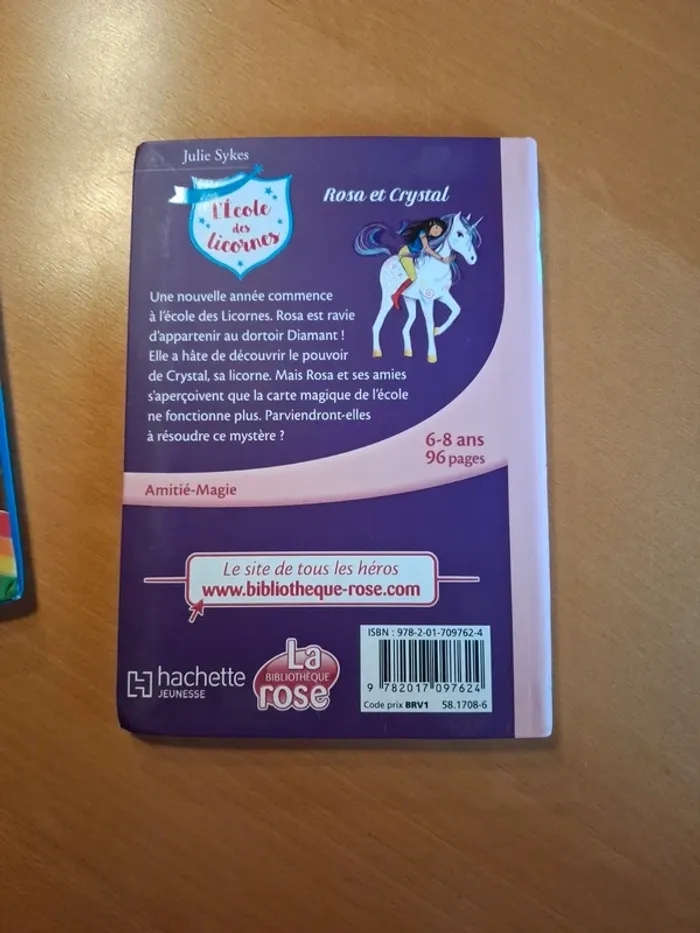 Julie Sykes
L'École
des
licornes
Rosa et Crystal
Une nouvelle année commence
à l'école des Licornes. Rosa est ravie
d'appartenir au dortoir Diamant !
Elle a hâte de découvrir le pouvoir
de Crystal, sa licorne. Mais Rosa et ses amies
s'aperçoivent que la carte magique de l'école
ne fonctionne plus. Parviendront-elles
à résoudre ce mystère ?
6-8 ans
96 pages
Amitié-Magie
Le site de tous les héros
www.bibliotheque-rose.com
hachette
JEUNESSE
La
BIBLIOTHÈQUE
rose
ISBN : 978-2-01-709762-4
9 782017 097624
Code prix BRV1 58.1708-6